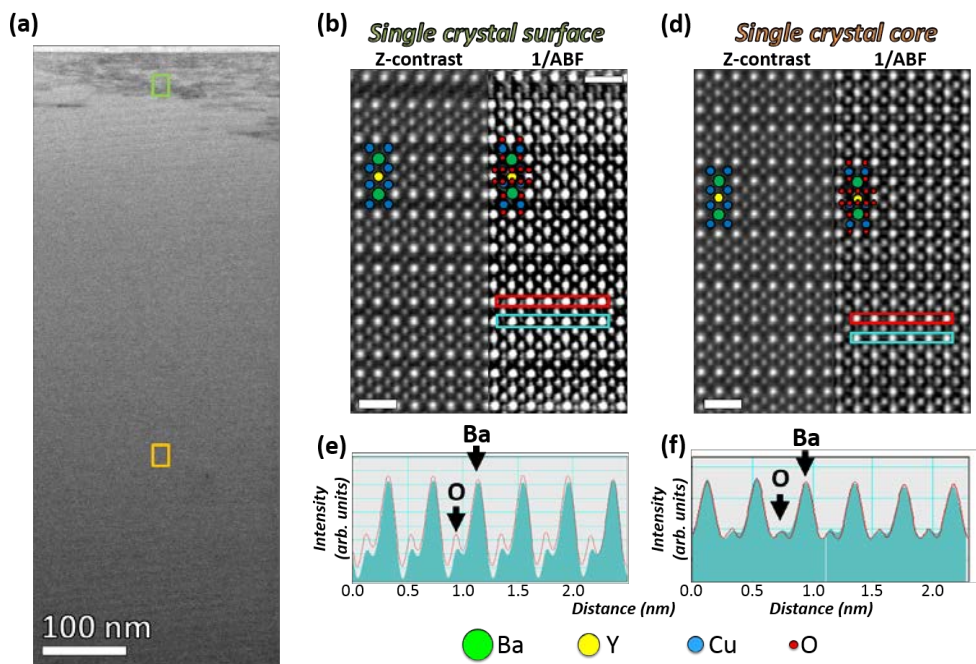 (a)
100 nm
(b)
Single crystal surface
Z-contrast
1/ABF
(d)
Single crystal core
Z-contrast
1/ABF
(e)
Ba
O
Intensity
(arb. units)
0.0 0.5 1.0 1.5 2.0
Distance (nm)
(f)
Ba
O
Intensity
(arb. units)
0.0 0.5 1.0 1.5 2.0
Distance (nm)
Ba Y Cu O